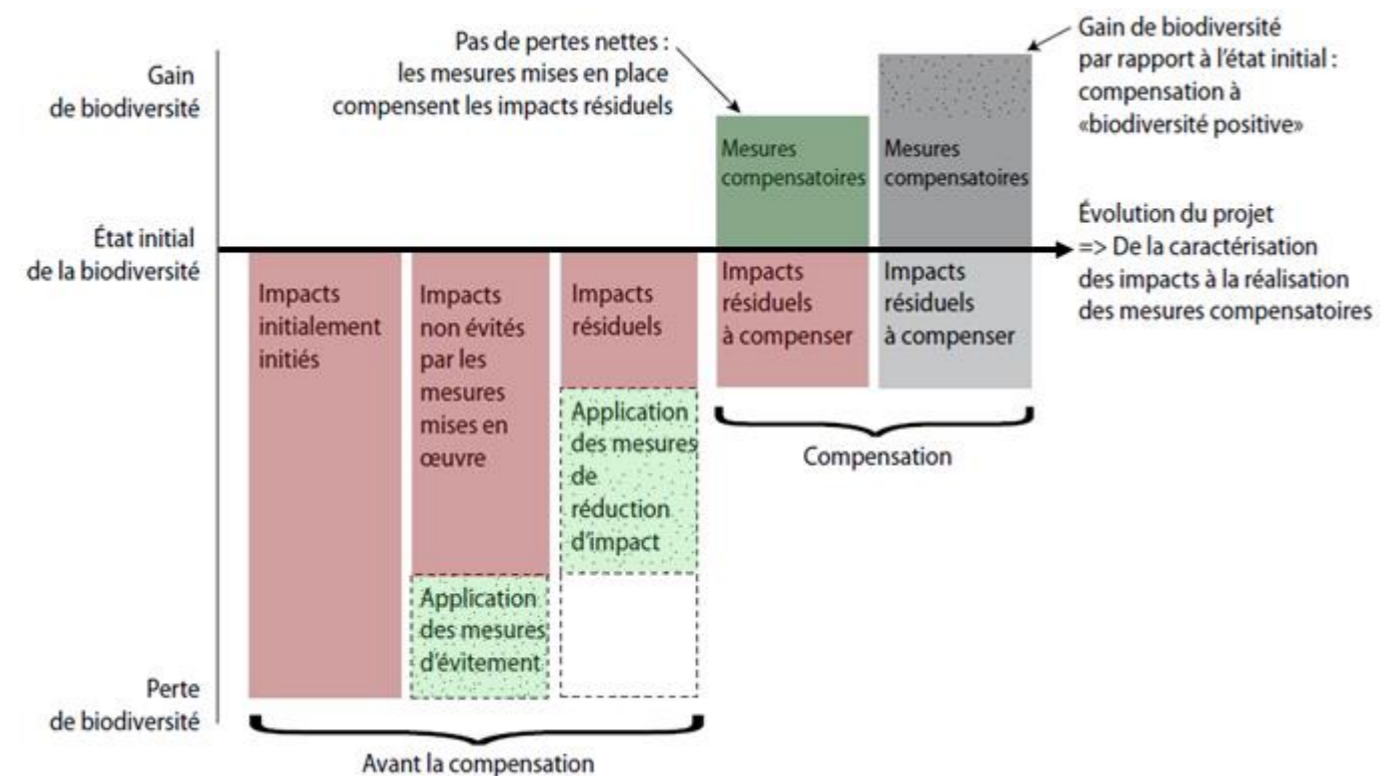 Pas de pertes nettes :
les mesures mises en place
compensent les impacts résiduels
Gain de biodiversité
par rapport à l'état initial :
compensation à
«biodiversité positive»
Gain
de biodiversité
Mesures
compensatoires
Mesures
compensatoires
État initial
de la biodiversité
Évolution du projet
=> De la caractérisation
des impacts à la réalisation
des mesures compensatoires
Impacts
initialement
initiés
Impacts
non évités
par les
mesures
mises en
œuvre
Impacts
résiduels
Impacts
résiduels
à compenser
Impacts
résiduels
à compenser
Application
des mesures
de
réduction
d'impact
Compensation
Application
des mesures
d'évitement
Perte
de biodiversité
Avant la compensation